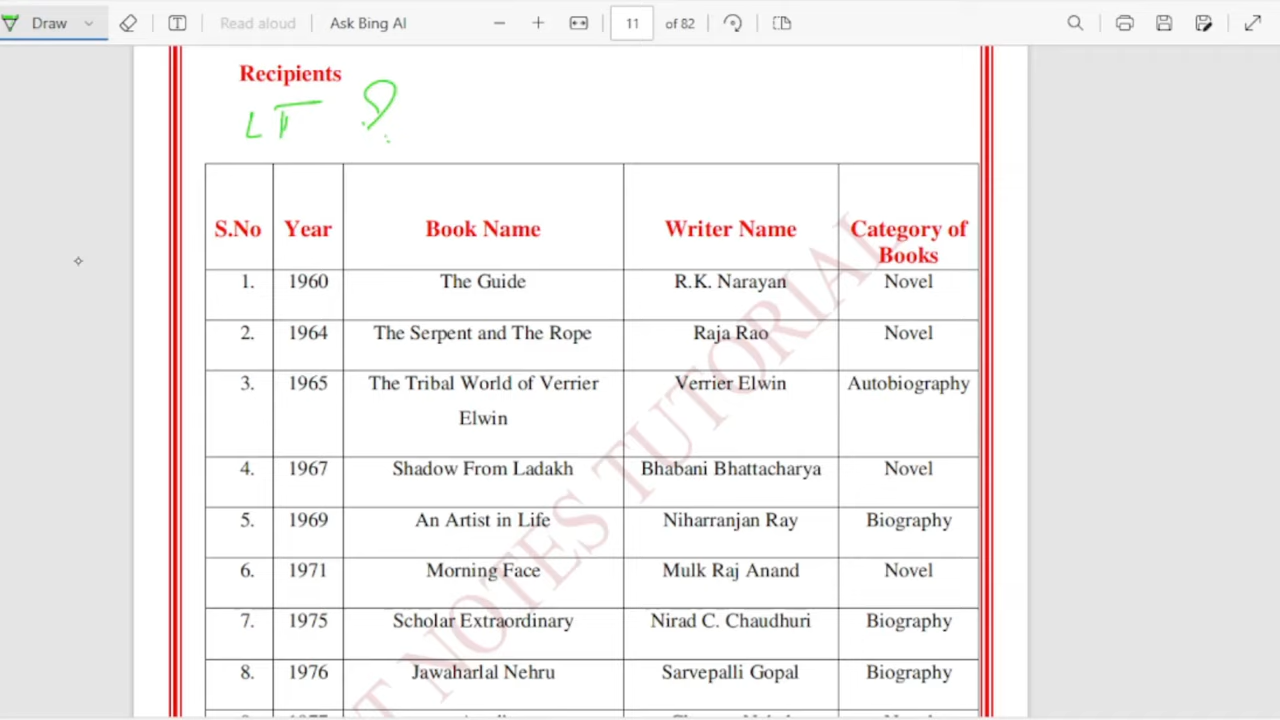 Draw
Read aloud
Ask Bing AI
11
of 82
Recipients
S.No Year Book Name Writer Name Category of
Books
1. 1960 The Guide R.K. Narayan Novel
2. 1964 The Serpent and The Rope Raja Rao Novel
3. 1965 The Tribal World of Verrier Verrier Elwin Autobiography
Elwin
4. 1967 Shadow From Ladakh Bhabani Bhattacharya Novel
5. 1969 An Artist in Life Niharranjan Ray Biography
6. 1971 Morning Face Mulk Raj Anand Novel
7. 1975 Scholar Extraordinary Nirad C. Chaudhuri Biography
8. 1976 Jawaharlal Nehru Sarvepalli Gopal Biography
NOTES TUTORIAL